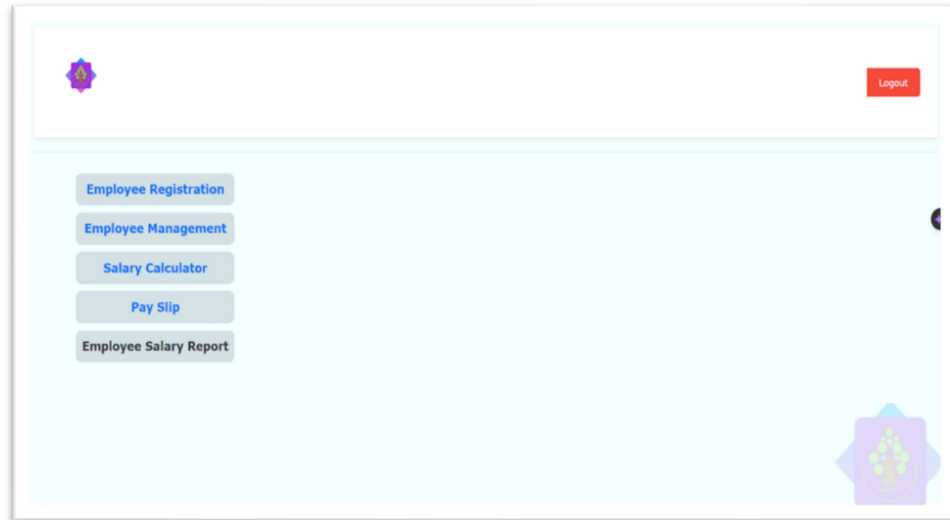 Logout
Employee Registration
Employee Management
Salary Calculator
Pay Slip
Employee Salary Report